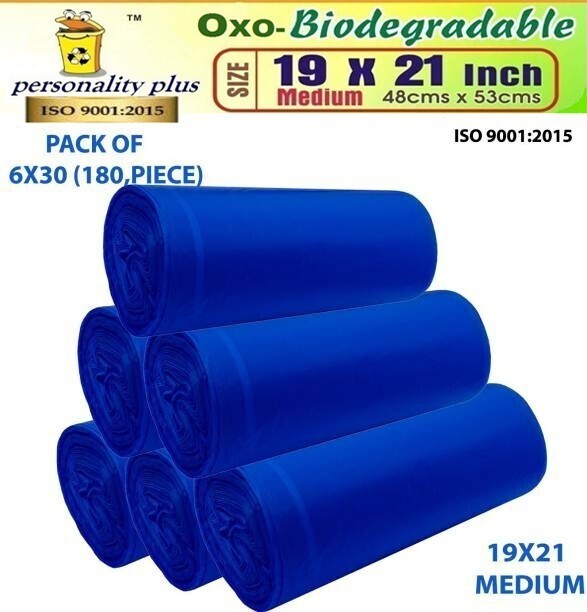 TM
Oxo-Biodegradable
personality plus
ISO 9001:2015
SIZE
19 X 21 Inch
Medium 48cms x 53cms
ISO 9001:2015
PACK OF
6X30 (180,PIECE)
19X21
MEDIUM